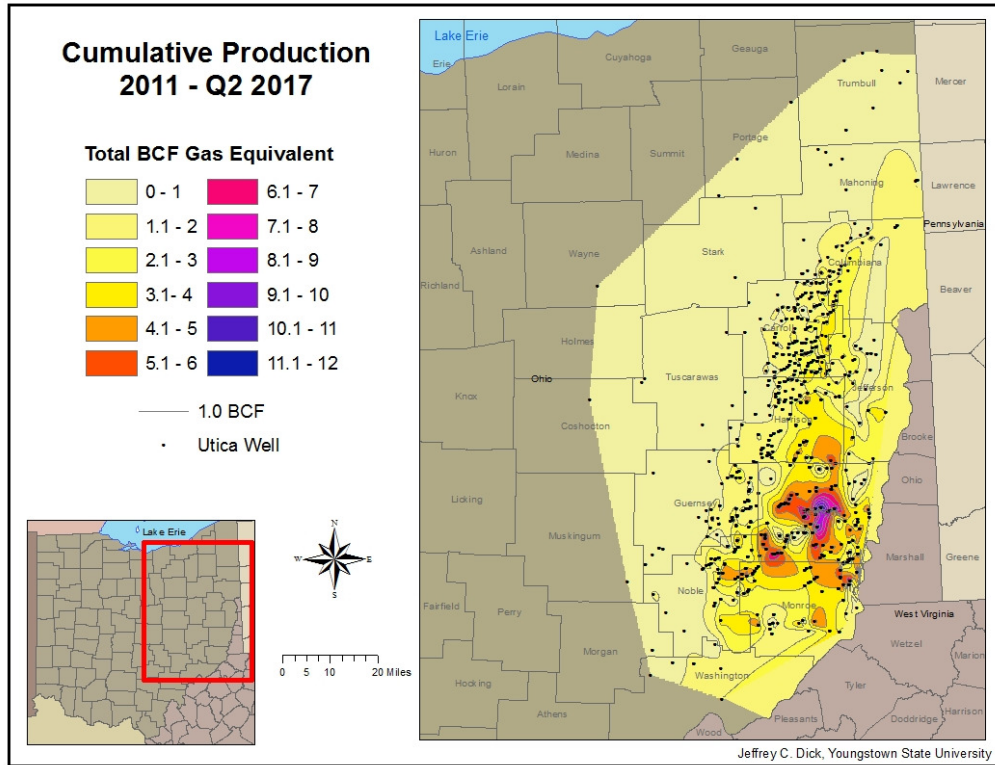 Cumulative Production
2011 - Q2 2017
Total BCF Gas Equivalent
0 - 1
1.1 - 2
2.1 - 3
3.1- 4
4.1 - 5
5.1 - 6
6.1 - 7
7.1 - 8
8.1 - 9
9.1 - 10
10.1 - 11
11.1 - 12
1.0 BCF
Utica Well
Lake Erie
N
W E
S
0 5 10 20 Miles
Lake Erie
Erie
Lorain
Cuyahoga
Geauga
Trumbull
Mercer
Huron
Medina
Summit
Portage
Mahoning
Lawrence
Pennsylvania
Ashland
Wayne
Stark
Columbiana
Richland
Beaver
Holmes
Carroll
Ohio
Tuscarawas
Jefferson
Knox
Coshocton
Harrison
Brooke
Ohio
Licking
Guernsey
Muskingum
Marshall
Greene
Fairfield
Perry
Noble
Monroe
West Virginia
Wetzel
Morgan
Marion
Hocking
Washington
Tyler
Athens
Pleasants
Doddridge
Harrison
Wood
Jeffrey C. Dick, Youngstown State University